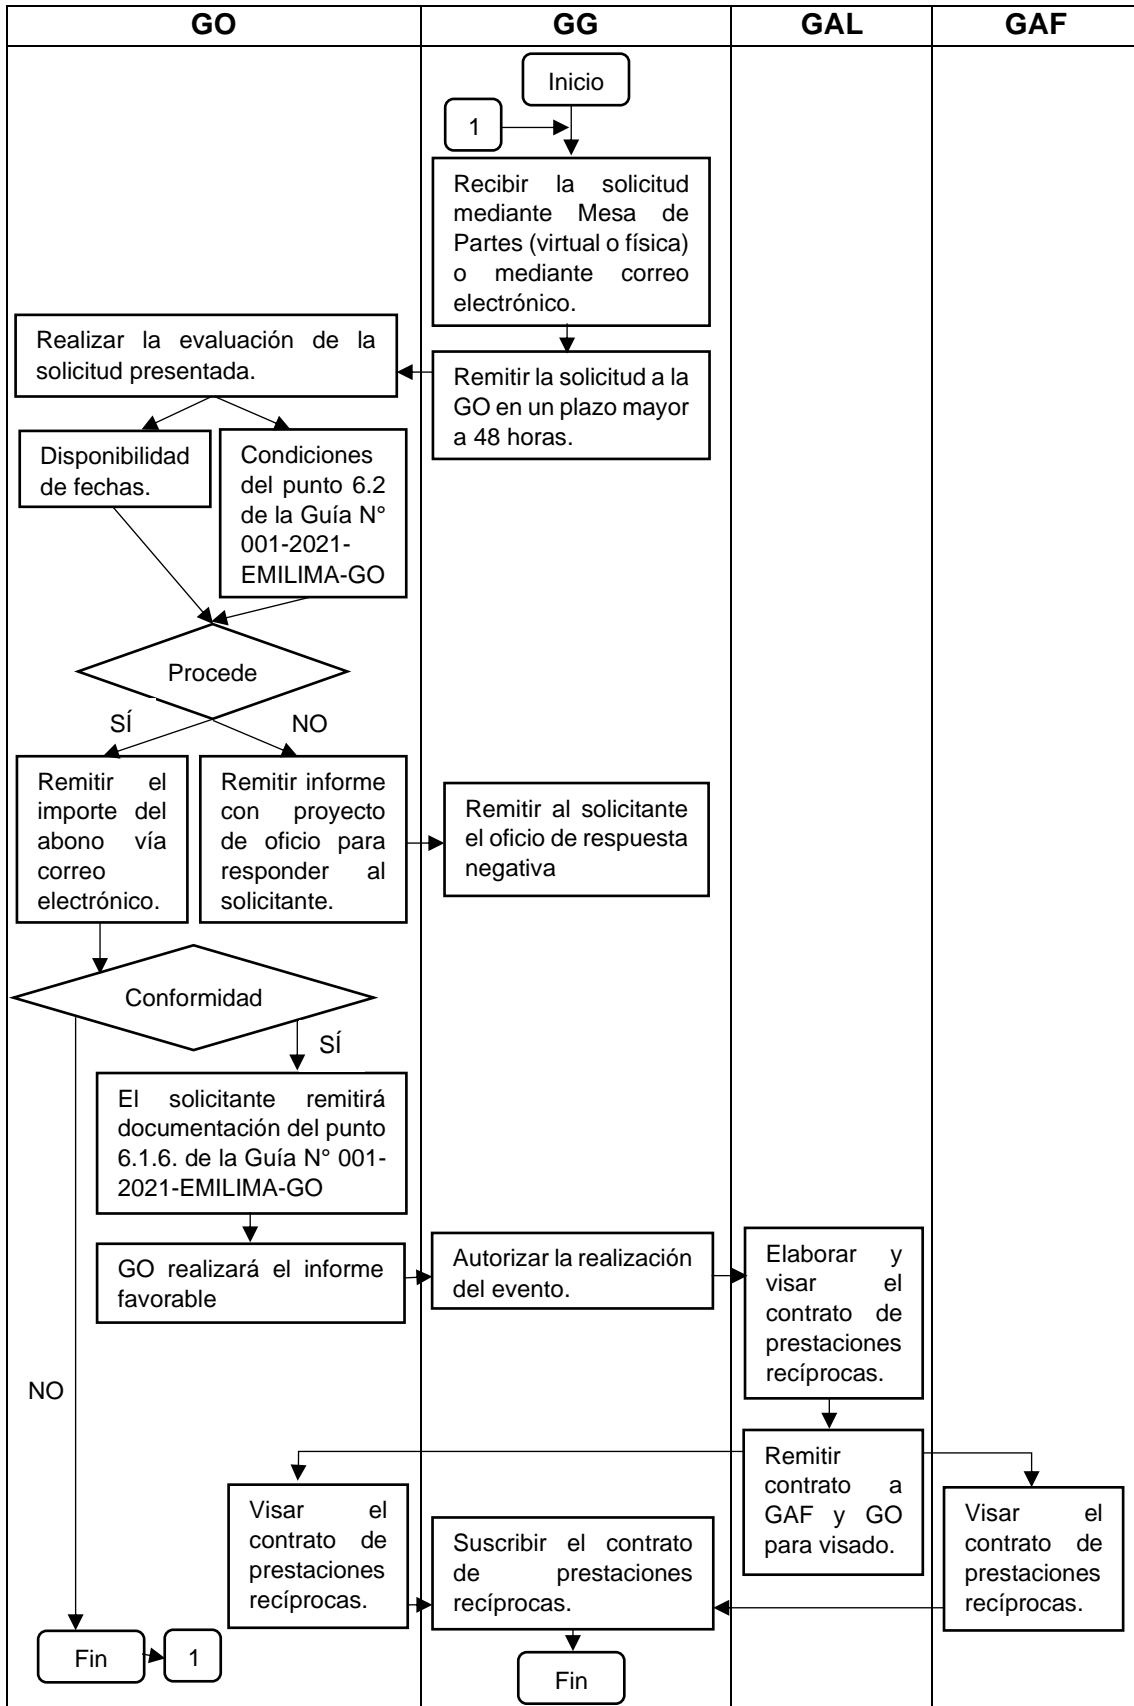 GO
GG
GAL
GAF
Inicio
1
Recibir la solicitud
mediante Mesa de
Partes (virtual o física)
o mediante correo
electrónico.
Realizar la evaluación de la
solicitud presentada.
Remitir la solicitud a la
GO en un plazo mayor
a 48 horas.
Disponibilidad
de fechas.
Condiciones
del punto 6.2
de la Guía N°
001-2021-
EMILIMA-GO
Procede
SÍ
NO
Remitir el
importe del
abono vía
correo
electrónico.
Remitir informe
con proyecto
de oficio para
responder al
solicitante.
Remitir al solicitante
el oficio de respuesta
negativa
Conformidad
SÍ
El solicitante remitirá
documentación del punto
6.1.6. de la Guía N° 001-
2021-EMILIMA-GO
GO realizará el informe
favorable
Autorizar la realización
del evento.
Elaborar y
visar el
contrato de
prestaciones
recíprocas.
NO
Remitir
contrato a
GAF y GO
para visado.
Visar el
contrato de
prestaciones
recíprocas.
Suscribir el contrato
de prestaciones
recíprocas.
Visar el
contrato de
prestaciones
recíprocas.
Fin
1
Fin